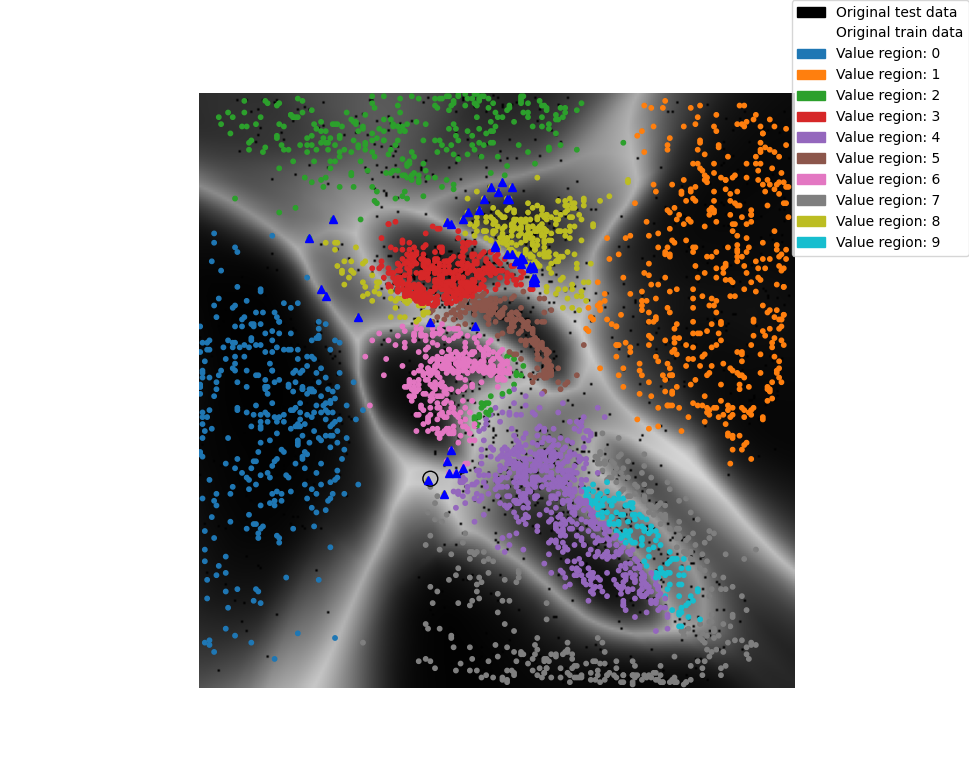 Original test data
Original train data
Value region: 0
Value region: 1
Value region: 2
Value region: 3
Value region: 4
Value region: 5
Value region: 6
Value region: 7
Value region: 8
Value region: 9